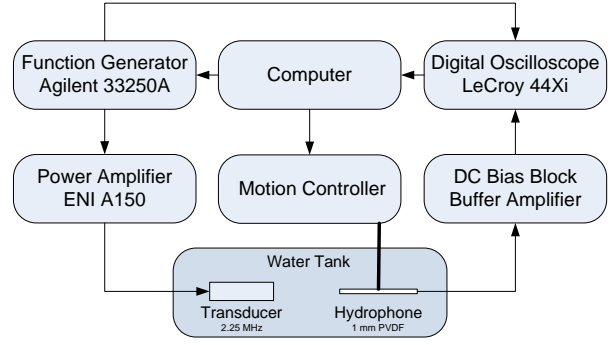 Function Generator
Agilent 33250A
Computer
Digital Oscilloscope
LeCroy 44Xi
Power Amplifier
ENI A150
Motion Controller
DC Bias Block
Buffer Amplifier
Water Tank
Transducer
2.25 MHz
Hydrophone
1 mm PVDF